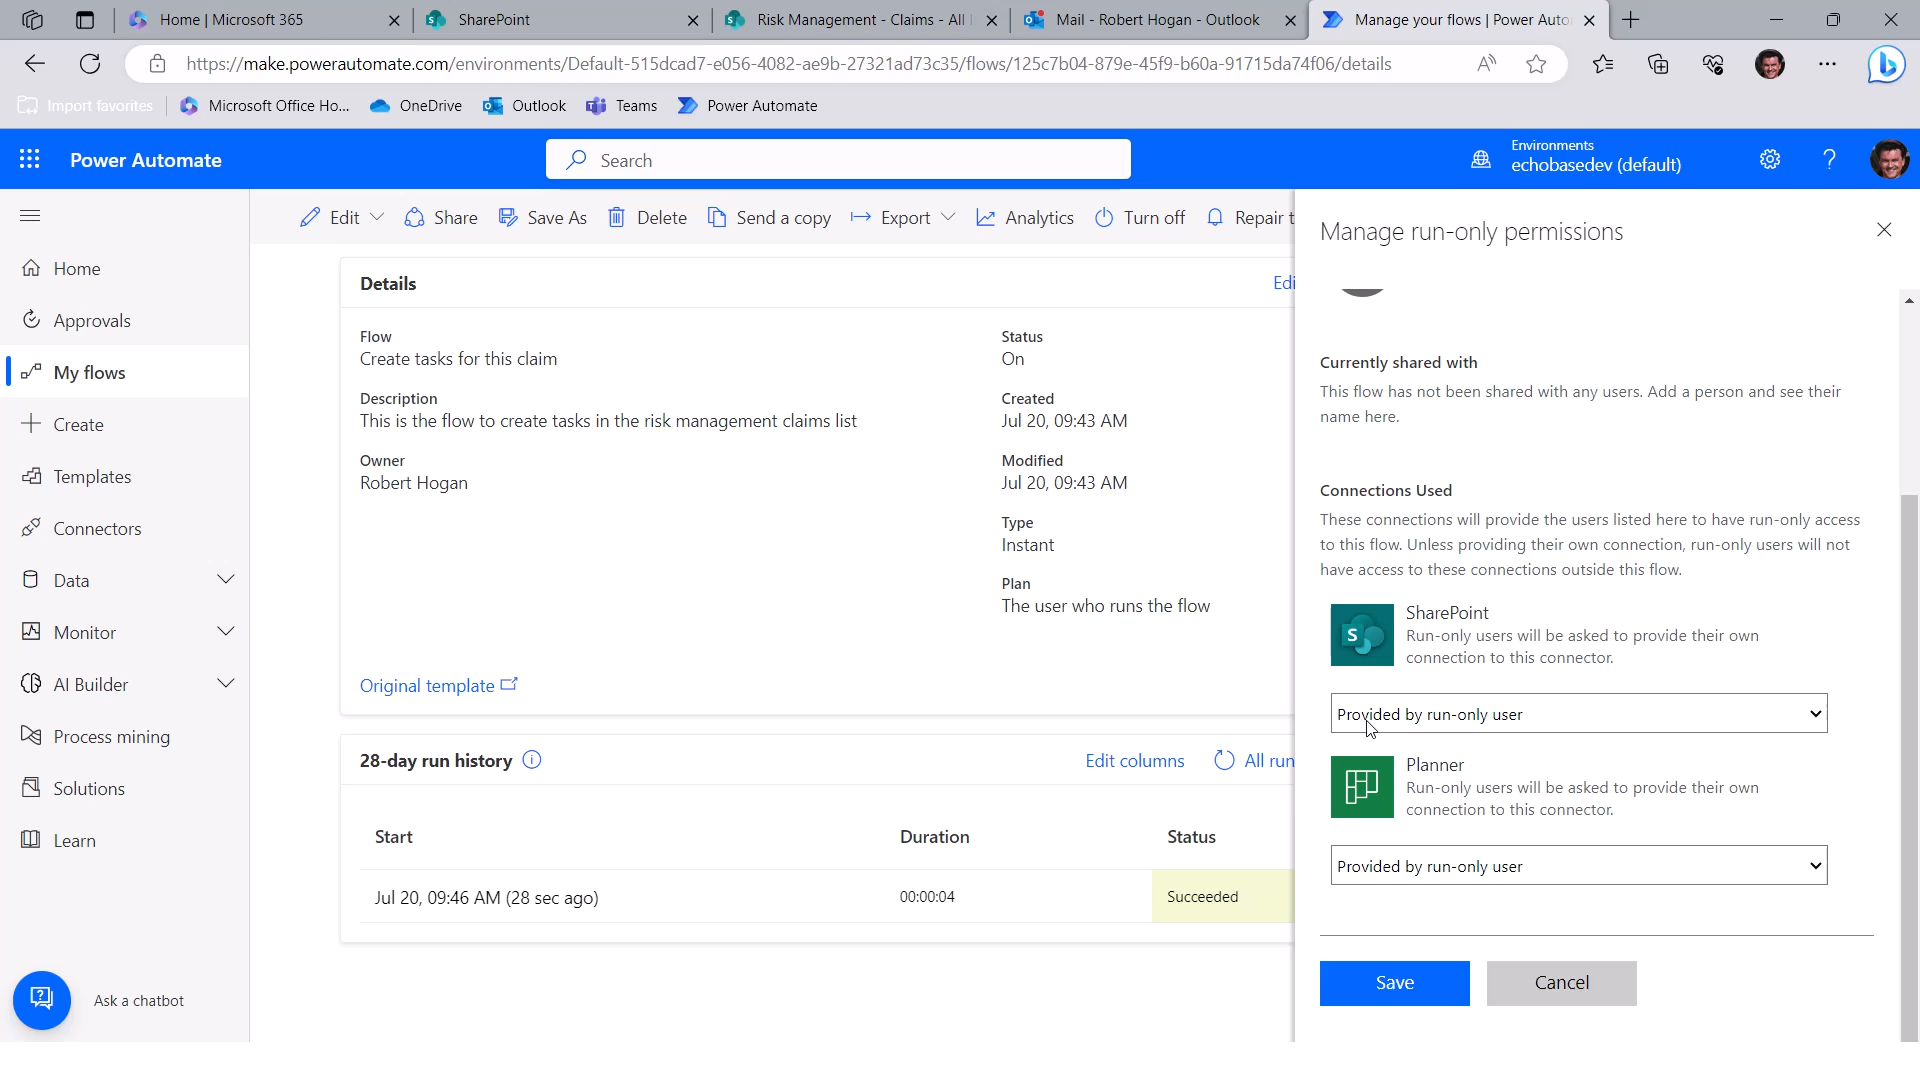 Home | Microsoft 365
SharePoint
Risk Management - Claims - All
Mail - Robert Hogan - Outlook
Manage your flows | Power Auto
https://make.powerautomate.com/environments/Default-515dcad7-e056-4082-ae9b-27321ad73c35/flows/125c7b04-879e-45f9-b60a-91715da74f06/details
Import favorites
Microsoft Office Ho...
OneDrive
Outlook
Teams
Power Automate
Power Automate
Search
Environments
echobasedev (default)
Edit
Share
Save As
Delete
Send a copy
Export
Analytics
Turn off
Repair t
Home
Approvals
My flows
Create
Templates
Connectors
Data
Monitor
AI Builder
Process mining
Solutions
Learn
Ask a chatbot
Details
Edi
Flow
Create tasks for this claim
Description
This is the flow to create tasks in the risk management claims list
Owner
Robert Hogan
Status
On
Created
Jul 20, 09:43 AM
Modified
Jul 20, 09:43 AM
Type
Instant
Plan
The user who runs the flow
Original template
28-day run history
Edit columns
All run
Start
Duration
Status
Jul 20, 09:46 AM (28 sec ago)
00:00:04
Succeeded
Manage run-only permissions
Currently shared with
This flow has not been shared with any users. Add a person and see their
name here.
Connections Used
These connections will provide the users listed here to have run-only access
to this flow. Unless providing their own connection, run-only users will not
have access to these connections outside this flow.
SharePoint
Run-only users will be asked to provide their own
connection to this connector.
Provided by run-only user
Planner
Run-only users will be asked to provide their own
connection to this connector.
Provided by run-only user
Save
Cancel